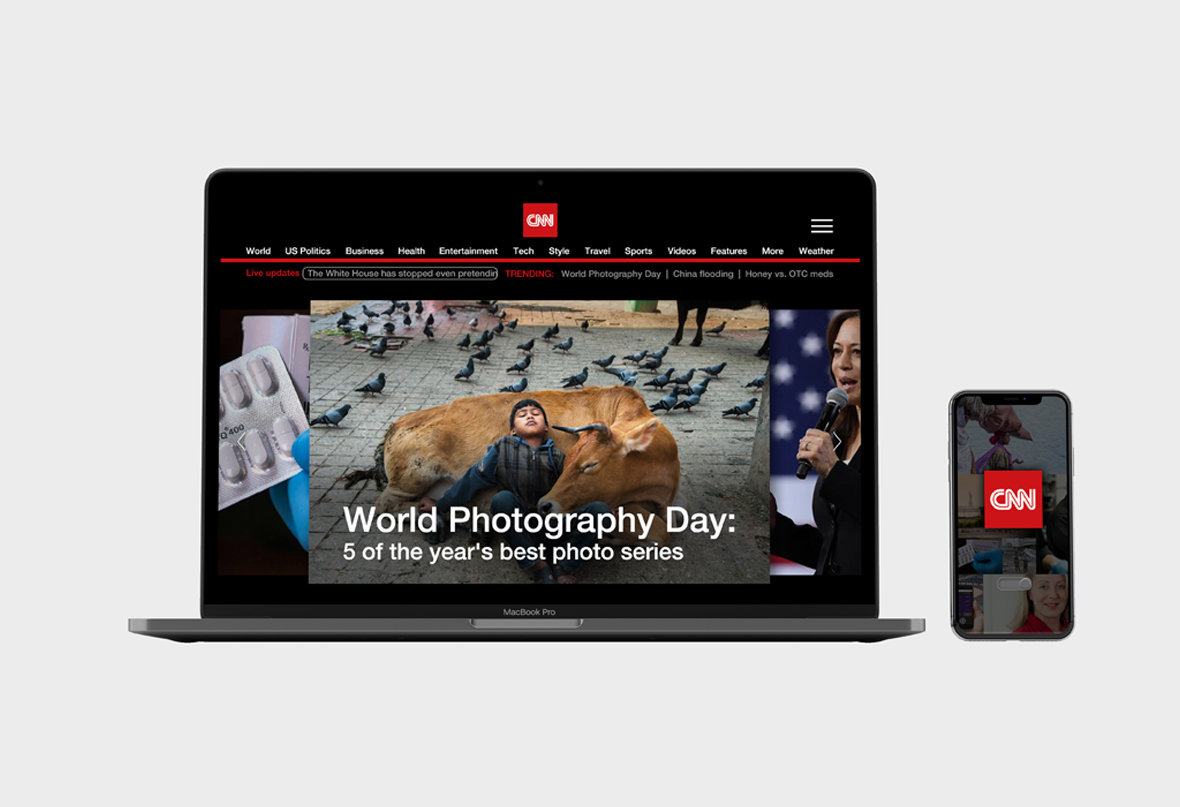 CNN
World US Politics Business Health Entertainment Tech Style Travel Sports Videos Features More Weather
Live updates The White House has stopped even pretendin TRENDING: World Photography Day | China flooding | Honey vs. OTC meds
Q 400
World Photography Day:
5 of the year's best photo series
MacBook Pro
CNN